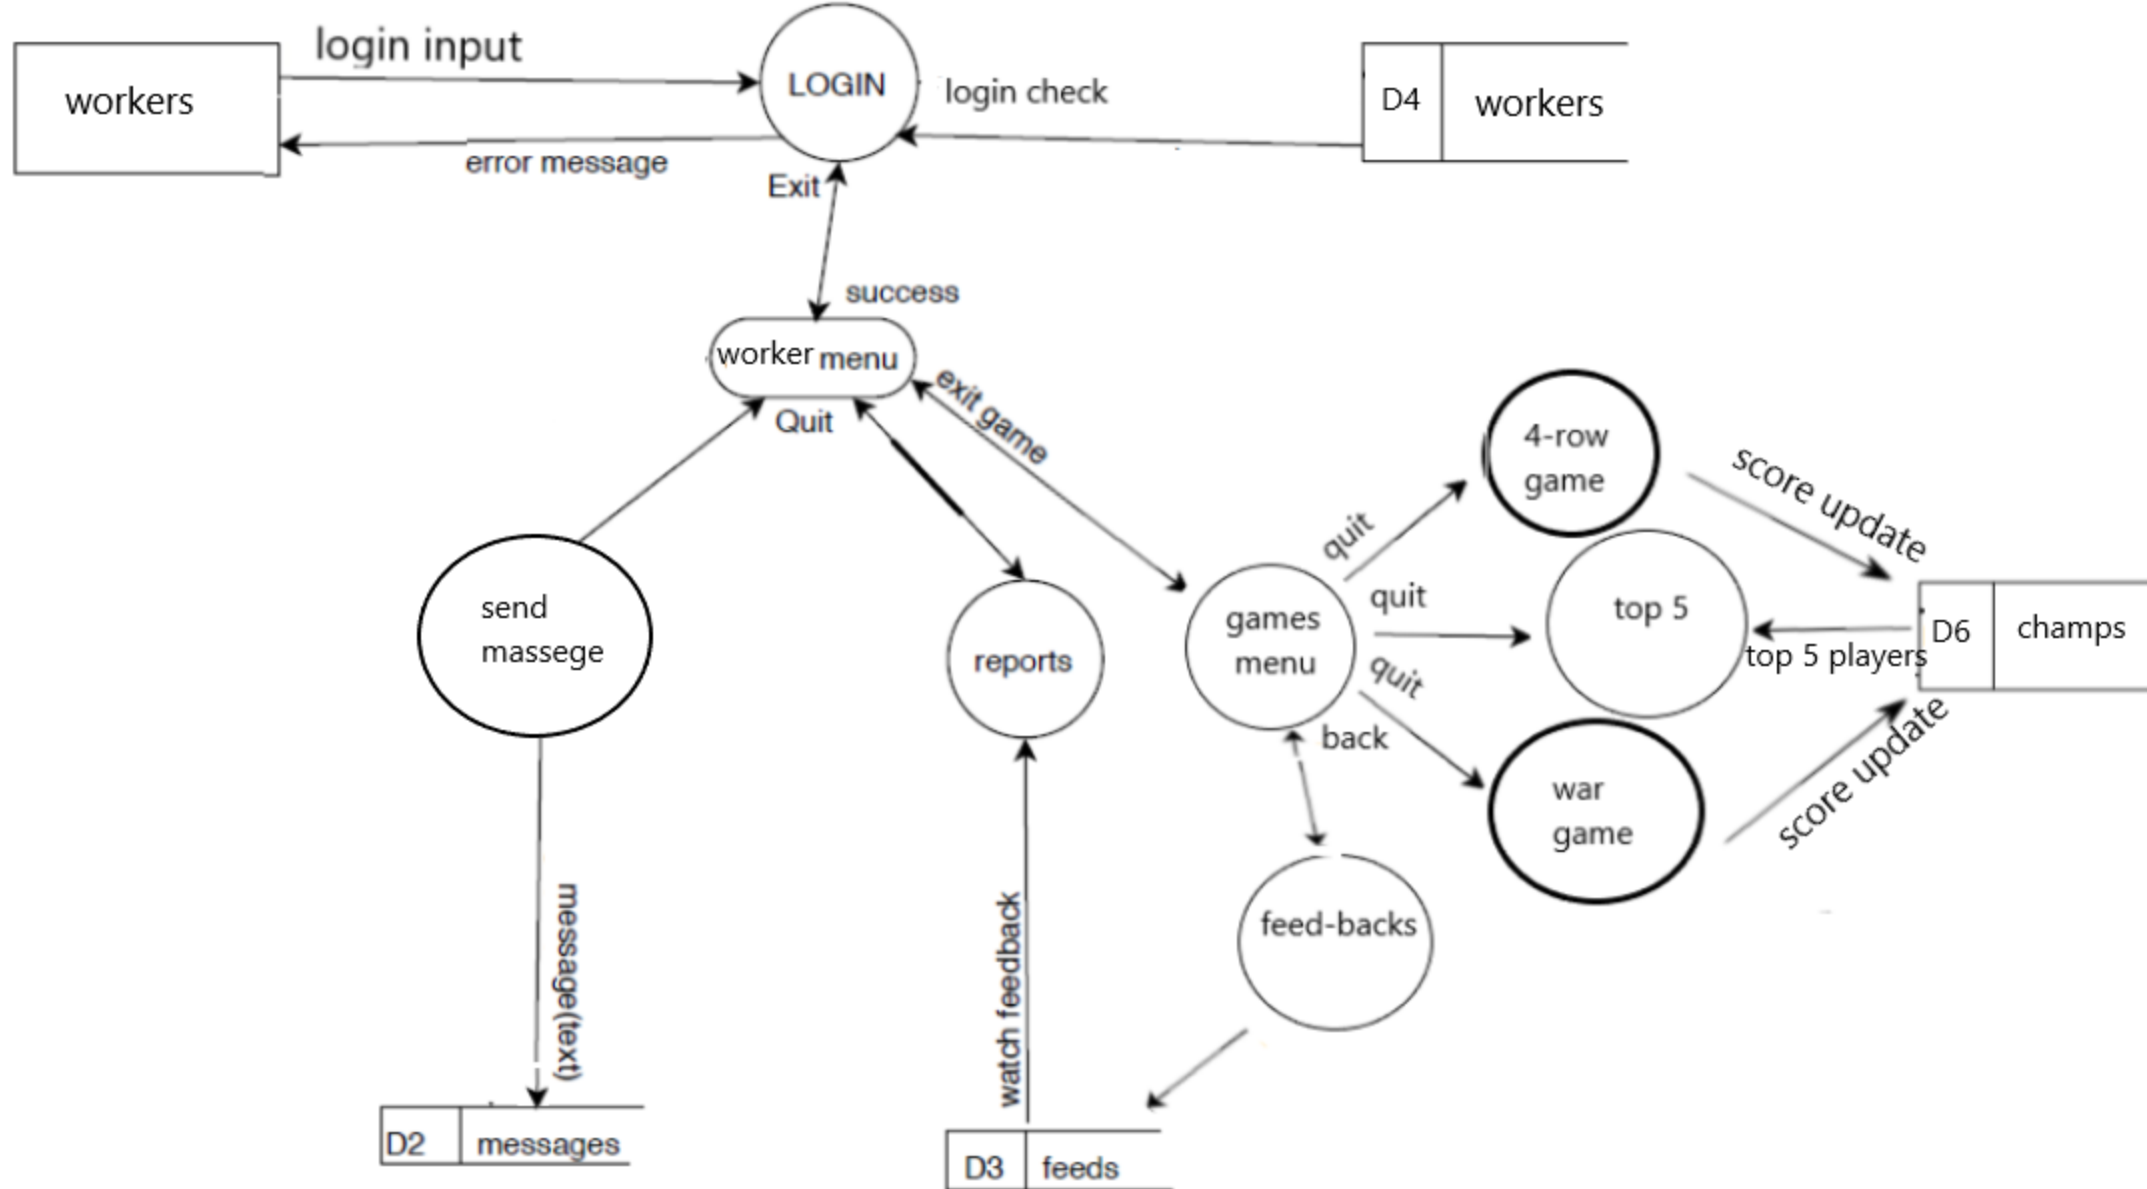 login input
LOGIN
workers
login check
D4
workers
error message
Exit
success
worker menu
Quit
exit game
4-row
game
score update
quit
quit
top 5
send
massege
games
menu
reports
D6
champs
top 5 players
quit
back
war
game
score update
feed-backs
message(text)
watch feedback
D2
messages
D3
feeds